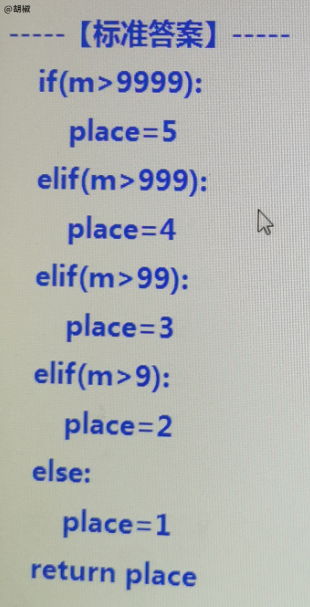 @胡椒
-----【标准答案】-----
if(m>9999):
place=5
elif(m>999):
place=4
elif(m>99):
place=3
elif(m>9):
place=2
else:
place=1
return place